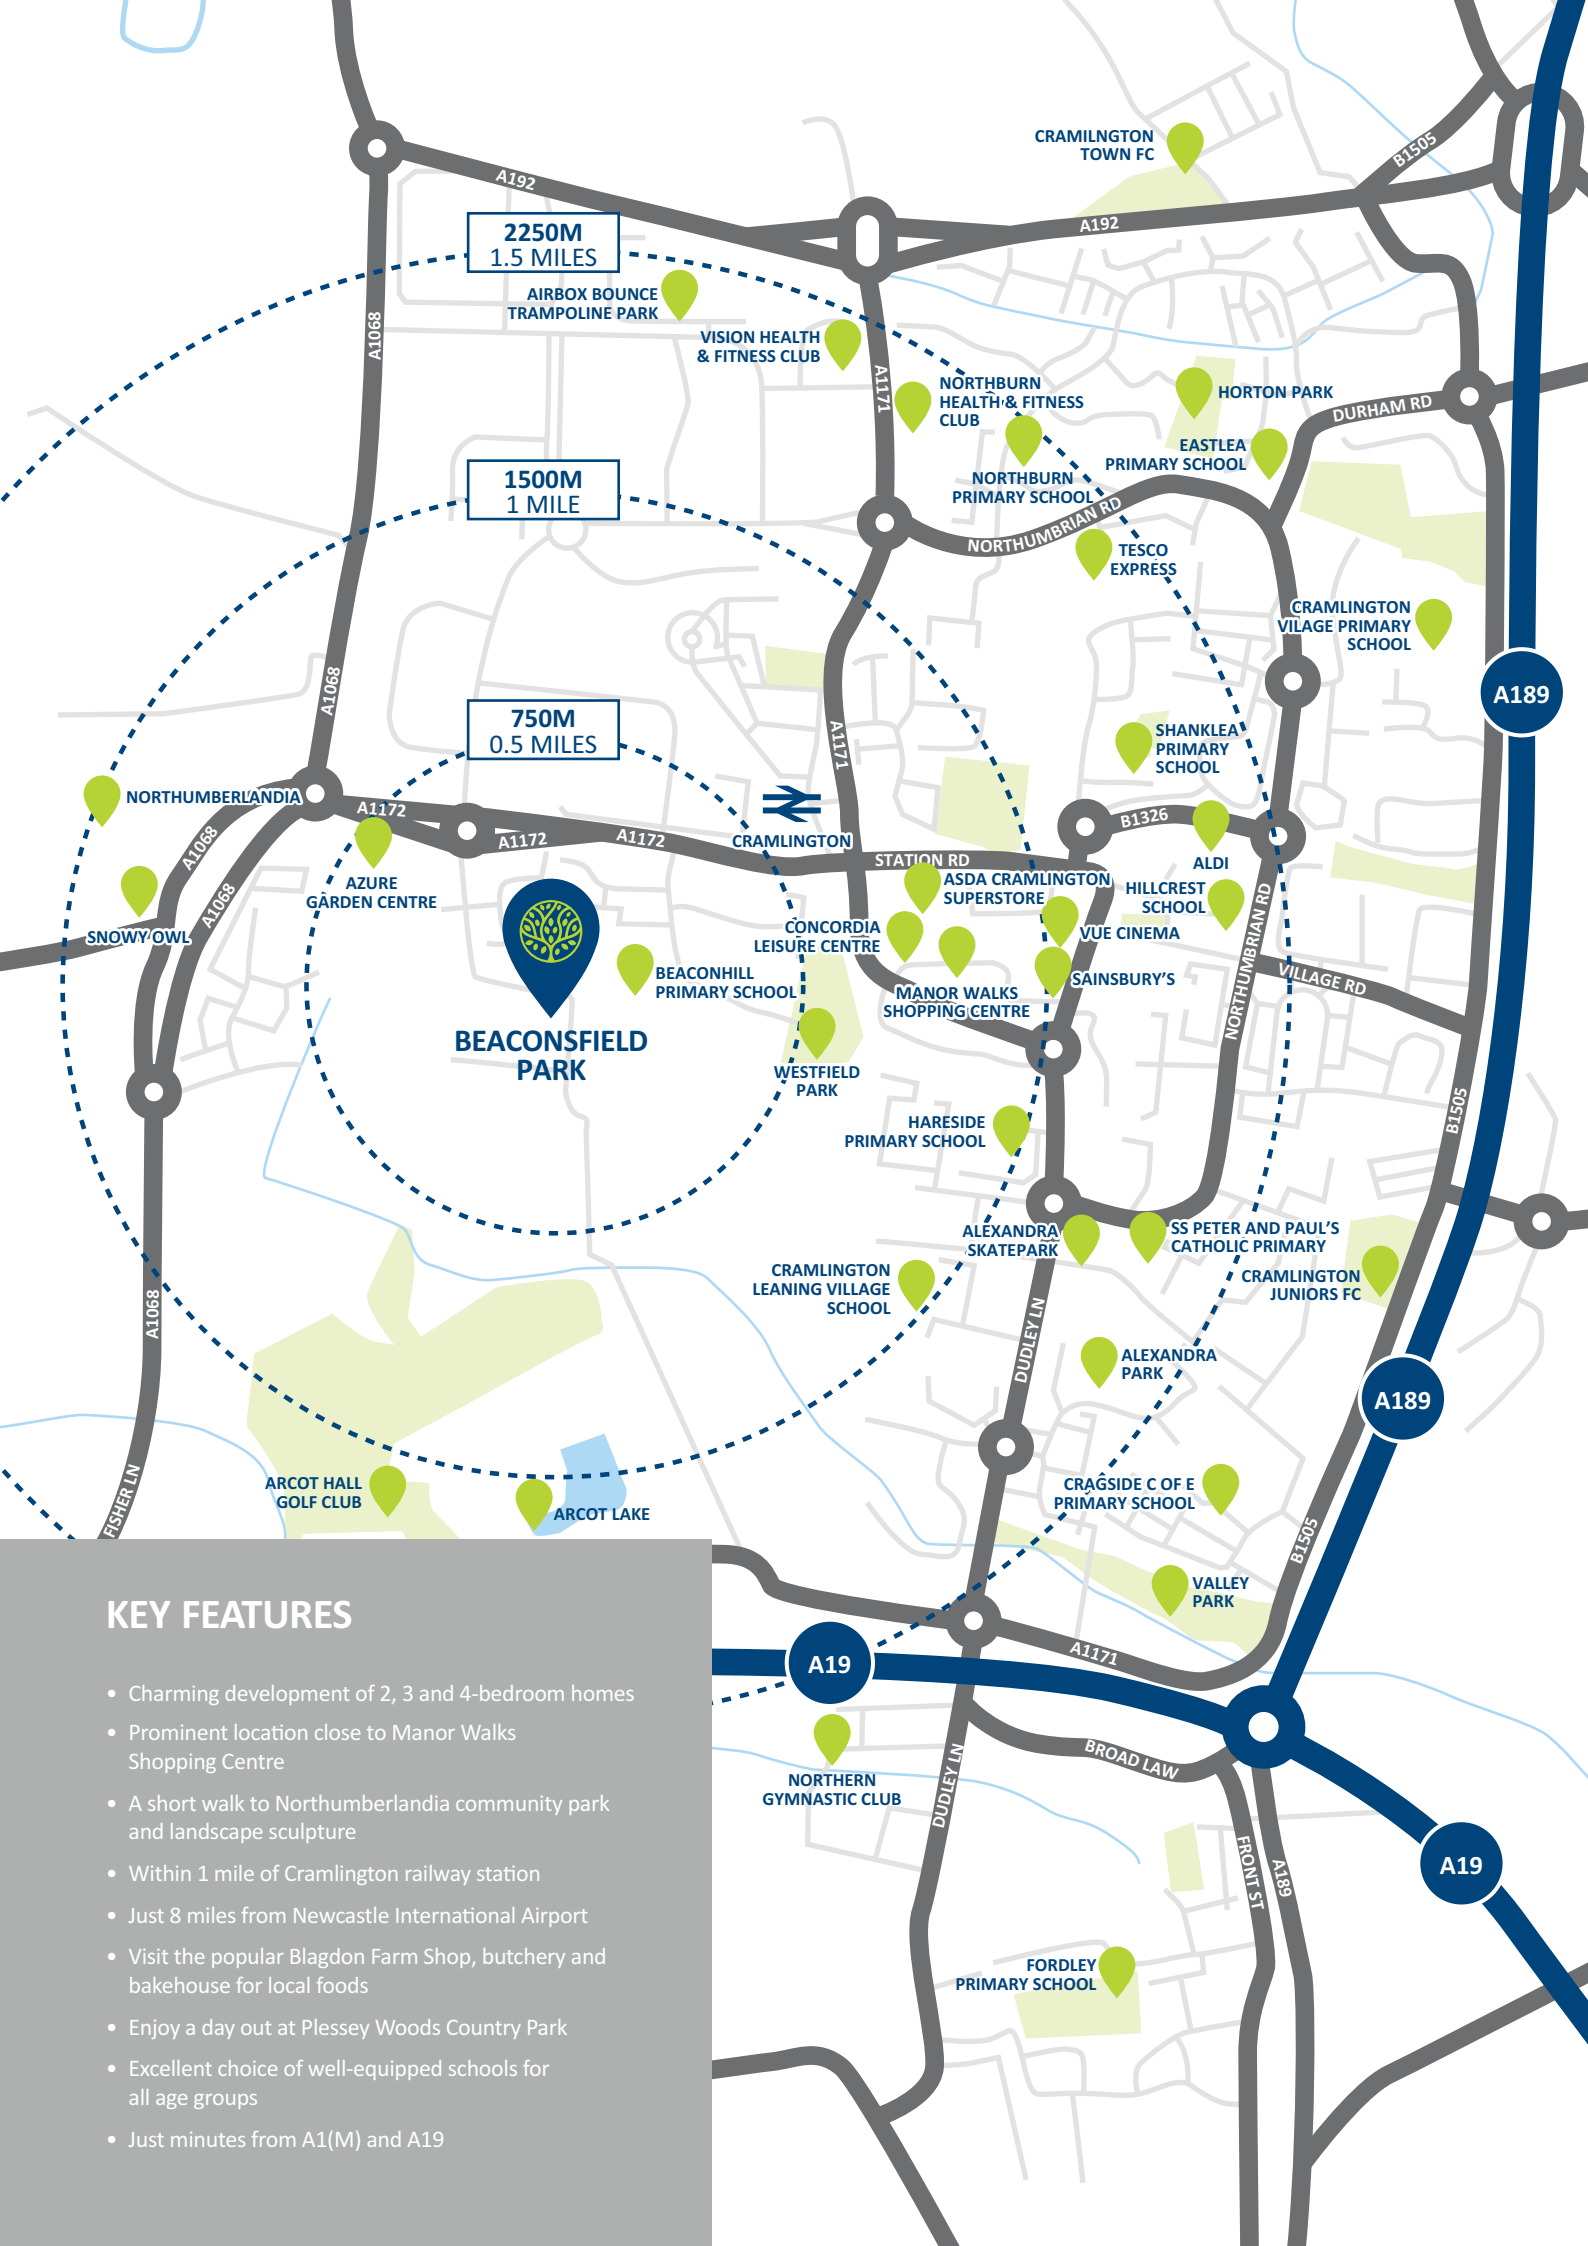 CRAMILNGTON
TOWN FC
B1505
A192
A192
2250M
1.5 MILES
AIRBOX BOUNCE
TRAMPOLINE PARK
A1068
VISION HEALTH
& FITNESS CLUB
A1171
NORTHBURN
HEALTH & FITNESS
CLUB
HORTON PARK
DURHAM RD
EASTLEA
PRIMARY SCHOOL
1500M
1 MILE
NORTHBURN
PRIMARY SCHOOL
NORTHUMBRIAN RD
TESCO
EXPRESS
CRAMLINGTON
VILAGE PRIMARY
SCHOOL
A1068
A189
750M
0.5 MILES
A1171
SHANKLEA
PRIMARY
SCHOOL
NORTHUMBERLANDIA
A1172
A1172
A1172
CRAMLINGTON
B1326
STATION RD
ALDI
A1068
A1068
AZURE
GARDEN CENTRE
ASDA CRAMLINGTON
SUPERSTORE
HILLCREST
SCHOOL
SNOWY OWL
CONCORDIA
LEISURE CENTRE
VUE CINEMA
NORTHUMBRIAN RD
BEACONHILL
PRIMARY SCHOOL
SAINSBURY'S
VILLAGE RD
MANOR WALKS
SHOPPING CENTRE
BEACONSFIELD
PARK
WESTFIELD
PARK
B1505
HARESIDE
PRIMARY SCHOOL
ALEXANDRA
SKATEPARK
SS PETER AND PAUL'S
CATHOLIC PRIMARY
CRAMLINGTON
LEANING VILLAGE
SCHOOL
CRAMLINGTON
JUNIORS FC
A1068
DUDLEY LN
ALEXANDRA
PARK
A189
FISHER LN
ARCOT HALL
GOLF CLUB
ARCOT LAKE
CRAGSIDE C OF E
PRIMARY SCHOOL
B1505
VALLEY
PARK
A1171
A19
NORTHERN
GYMNASTIC CLUB
DUDLEY LN
BROAD LAW
FRONT ST
A189
A19
FORDLEY
PRIMARY SCHOOL
KEY FEATURES
• Charming development of 2, 3 and 4-bedroom homes
• Prominent location close to Manor Walks
Shopping Centre
• A short walk to Northumberlandia community park
and landscape sculpture
• Within 1 mile of Cramlington railway station
• Just 8 miles from Newcastle International Airport
• Visit the popular Blagdon Farm Shop, butchery and
bakehouse for local foods
• Enjoy a day out at Plessey Woods Country Park
• Excellent choice of well-equipped schools for
all age groups
• Just minutes from A1(M) and A19